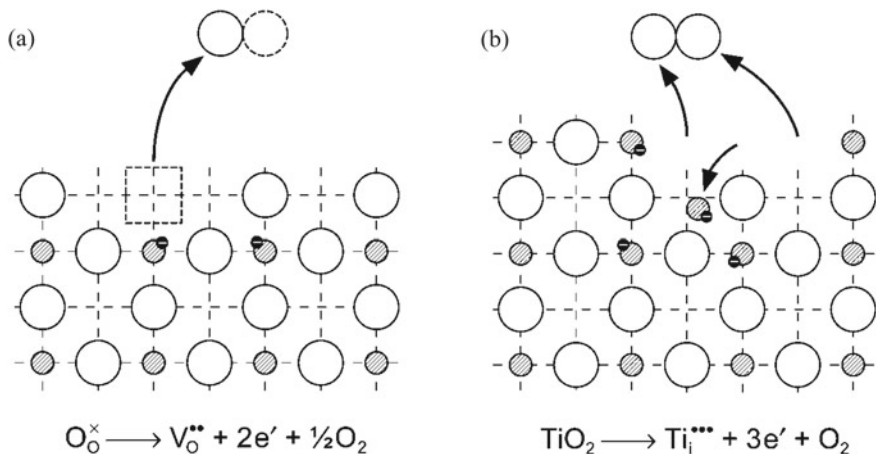 (a)
(b)
O_O^× ⟶ V_O^•• + 2e′ + ½O₂
TiO₂ ⟶ Ti_i^••• + 3e′ + O₂